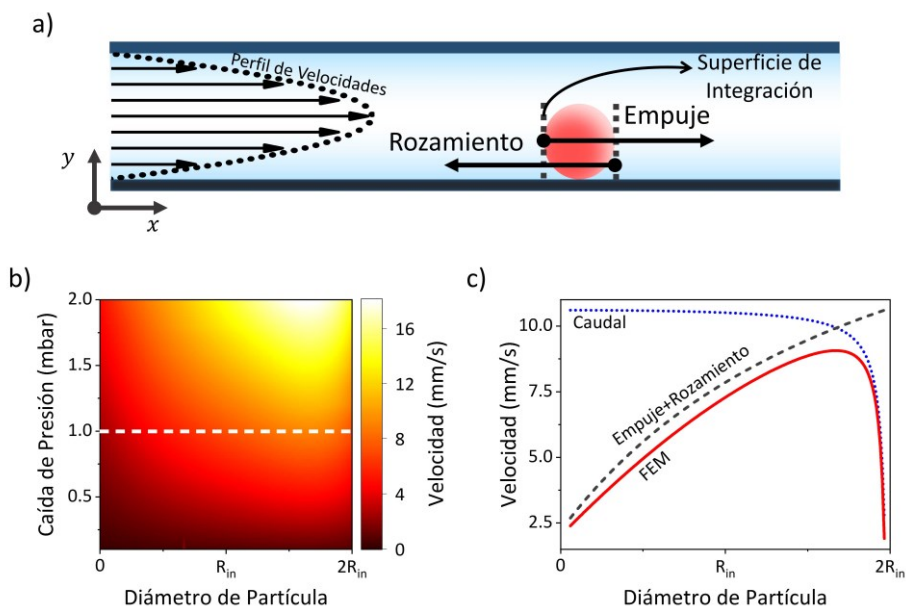 a)
Perfil de Velocidades
Superficie de
Integración
Empuje
Rozamiento
y
x
b)
2.0
1.5
1.0
0.5
0
R_in
2R_in
Caída de Presión (mbar)
Diámetro de Partícula
16
12
8
4
0
Velocidad (mm/s)
c)
10.0
7.5
5.0
2.5
0
R_in
2R_in
Velocidad (mm/s)
Diámetro de Partícula
Caudal
Empuje+Rozamiento
FEM